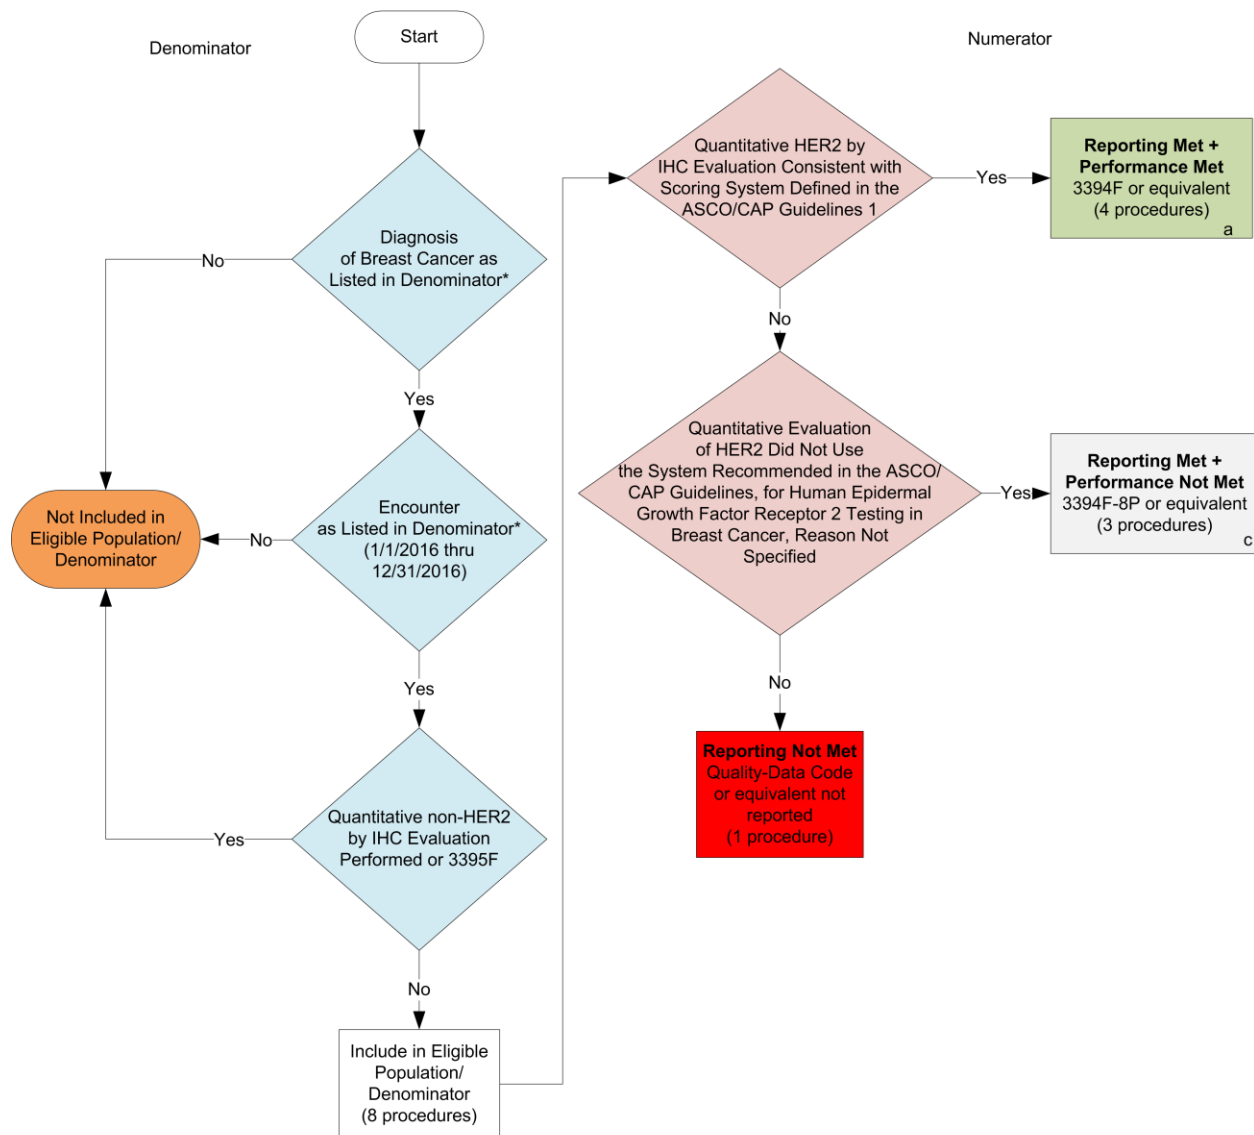 Denominator
Start
Numerator
Diagnosis
of Breast Cancer as
Listed in Denominator*
No
Yes
Encounter
as Listed in Denominator*
(1/1/2016 thru
12/31/2016)
No
Not Included in
Eligible Population/
Denominator
Yes
Quantitative non-HER2
by IHC Evaluation
Performed or 3395F
Yes
No
Include in Eligible
Population/
Denominator
(8 procedures)
Quantitative HER2 by
IHC Evaluation Consistent with
Scoring System Defined in the
ASCO/CAP Guidelines 1
Yes
Reporting Met +
Performance Met
3394F or equivalent
(4 procedures)
a
No
Quantitative Evaluation
of HER2 Did Not Use
the System Recommended in the ASCO/
CAP Guidelines, for Human Epidermal
Growth Factor Receptor 2 Testing in
Breast Cancer, Reason Not
Specified
Yes
Reporting Met +
Performance Not Met
3394F-8P or equivalent
(3 procedures)
c
No
Reporting Not Met
Quality-Data Code
or equivalent not
reported
(1 procedure)